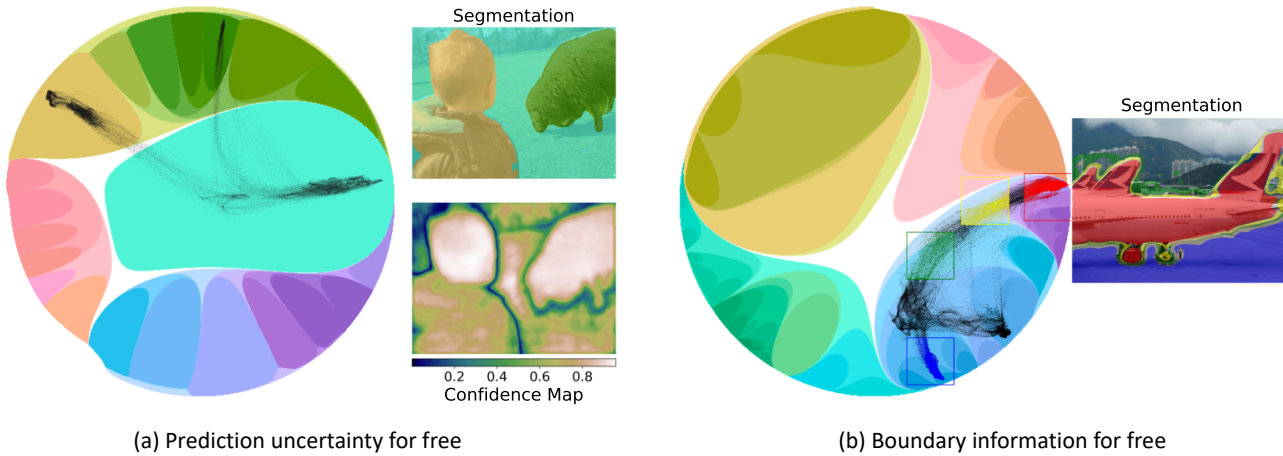 Segmentation
0.2 0.4 0.6 0.8
Confidence Map
(a) Prediction uncertainty for free
Segmentation
(b) Boundary information for free